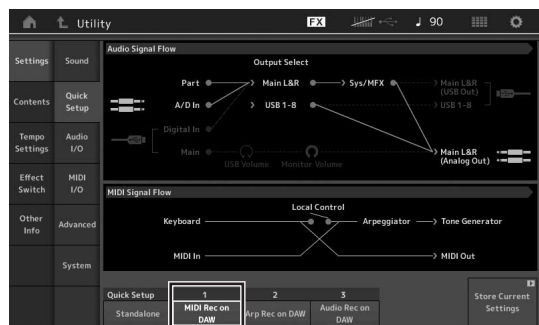 Utility
FX
90
Settings
Sound
Contents
Quick
Setup
Tempo
Settings
Audio
I/O
Effect
Switch
MIDI
I/O
Other
Info
Advanced
System
Audio Signal Flow
Output Select
Part
Main L&R
Sys/MFX
Main L&R
(USB Out)
A/D In
USB 1-8
USB 1-8
Digital In
Main
USB Volume
Monitor Volume
Main L&R
(Analog Out)
MIDI Signal Flow
Local Control
Keyboard
Arpeggiator
Tone Generator
MIDI In
MIDI Out
Quick Setup
1
2
3
Standalone
MIDI Rec on
DAW
Arp Rec on DAW
Audio Rec on
DAW
Store Current
Settings